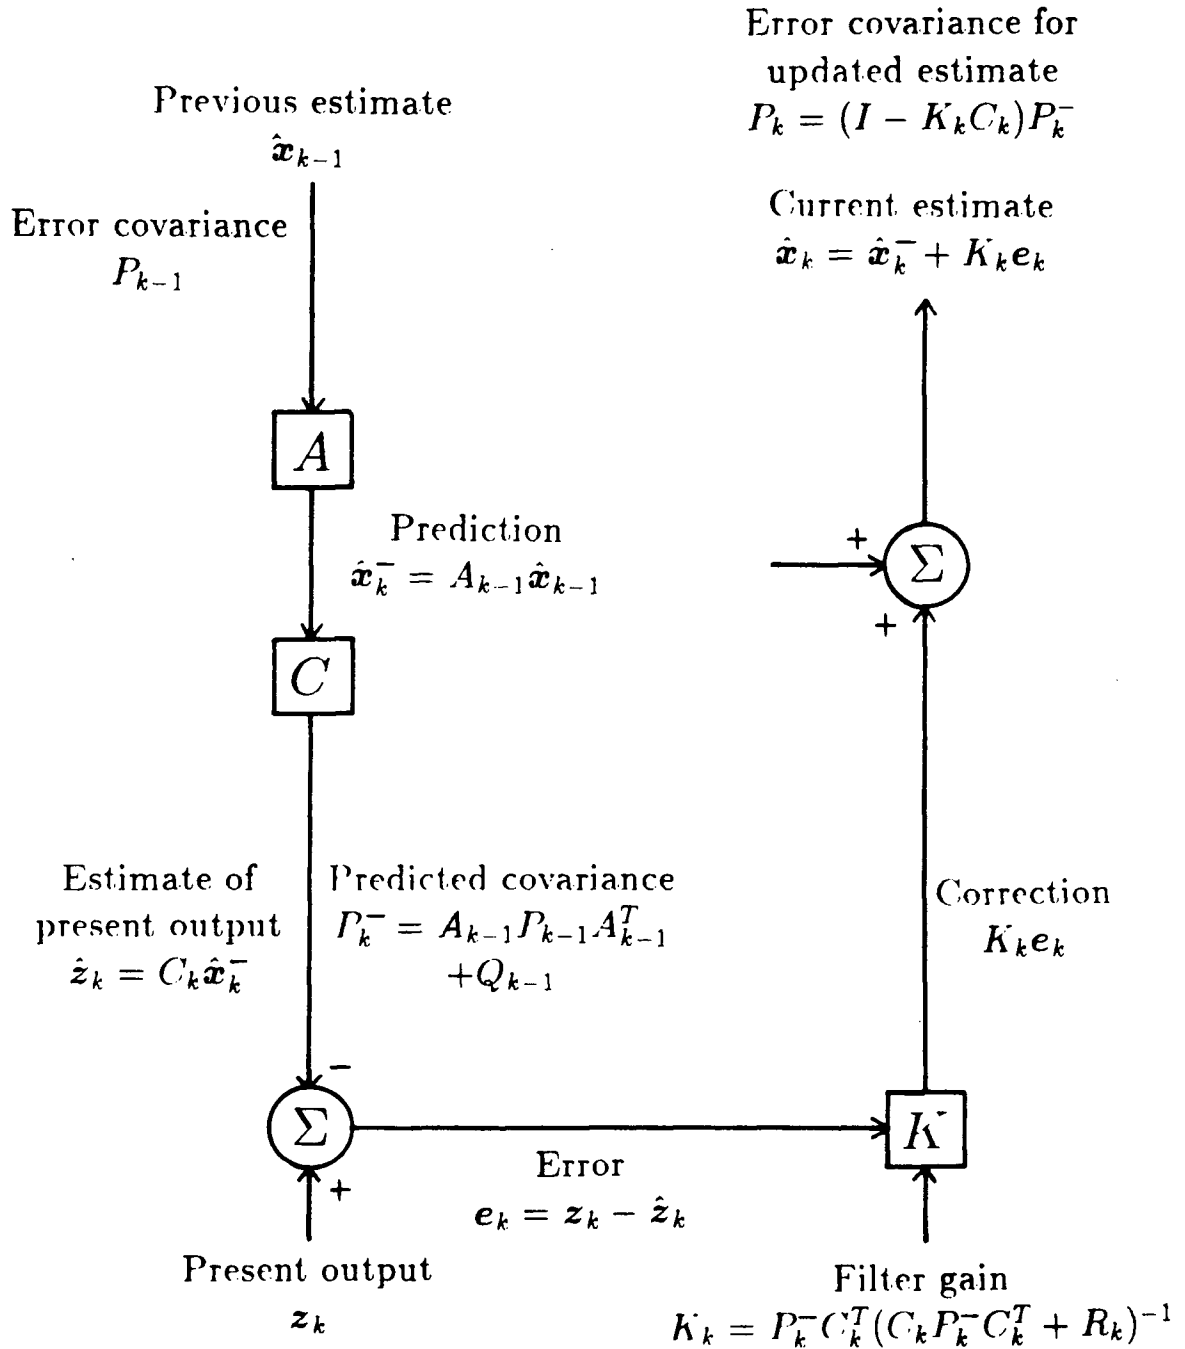 Error covariance for
updated estimate
P_k = (I − K_k C_k)P_k^−
Previous estimate
x̂_{k−1}
Current estimate
x̂_k = x̂_k^− + K_k e_k
Error covariance
P_{k−1}
A
Prediction
x̂_k^− = A_{k−1} x̂_{k−1}
+
Σ
+
C
Estimate of
present output
ẑ_k = C_k x̂_k^−
Predicted covariance
P_k^− = A_{k−1} P_{k−1} A_{k−1}^T
+Q_{k−1}
Correction
K_k e_k
−
Σ
+
K
Error
e_k = z_k − ẑ_k
Present output
z_k
Filter gain
K_k = P_k^− C_k^T (C_k P_k^− C_k^T + R_k)^{−1}